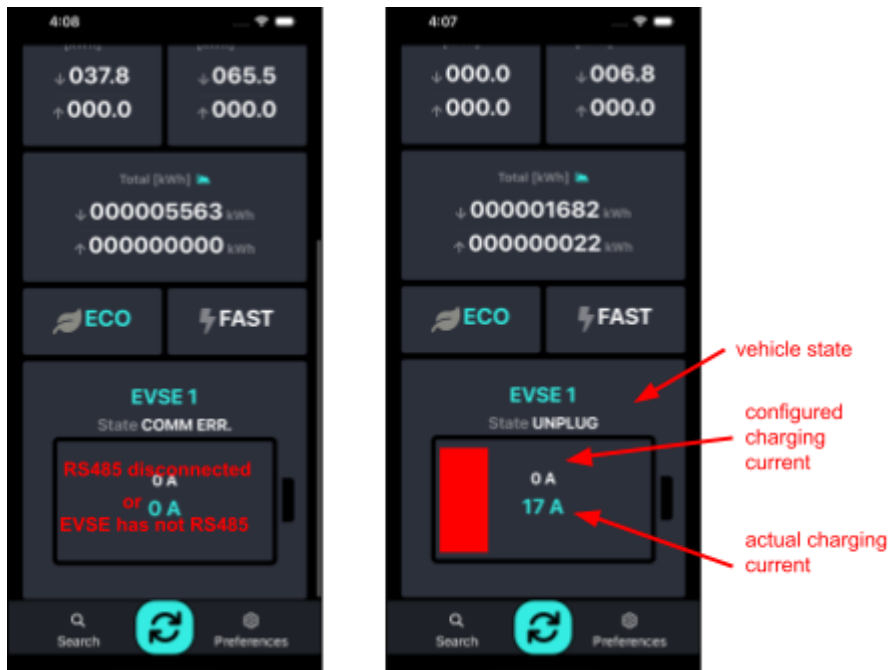 4:08
↓037.8
↓065.5
↑000.0
↑000.0
Total [kWh]
↓000005563 kWh
↑000000000 kWh
ECO
FAST
EVSE 1
State COMM ERR.
RS485 disconnected
0 A
or
0 A
EVSE has not RS485
Search
Preferences
4:07
↓000.0
↓006.8
↑000.0
↑000.0
Total [kWh]
↓000001682 kWh
↑000000022 kWh
ECO
FAST
EVSE 1
State UNPLUG
0 A
17 A
Search
Preferences
vehicle state
configured
charging
current
actual charging
current